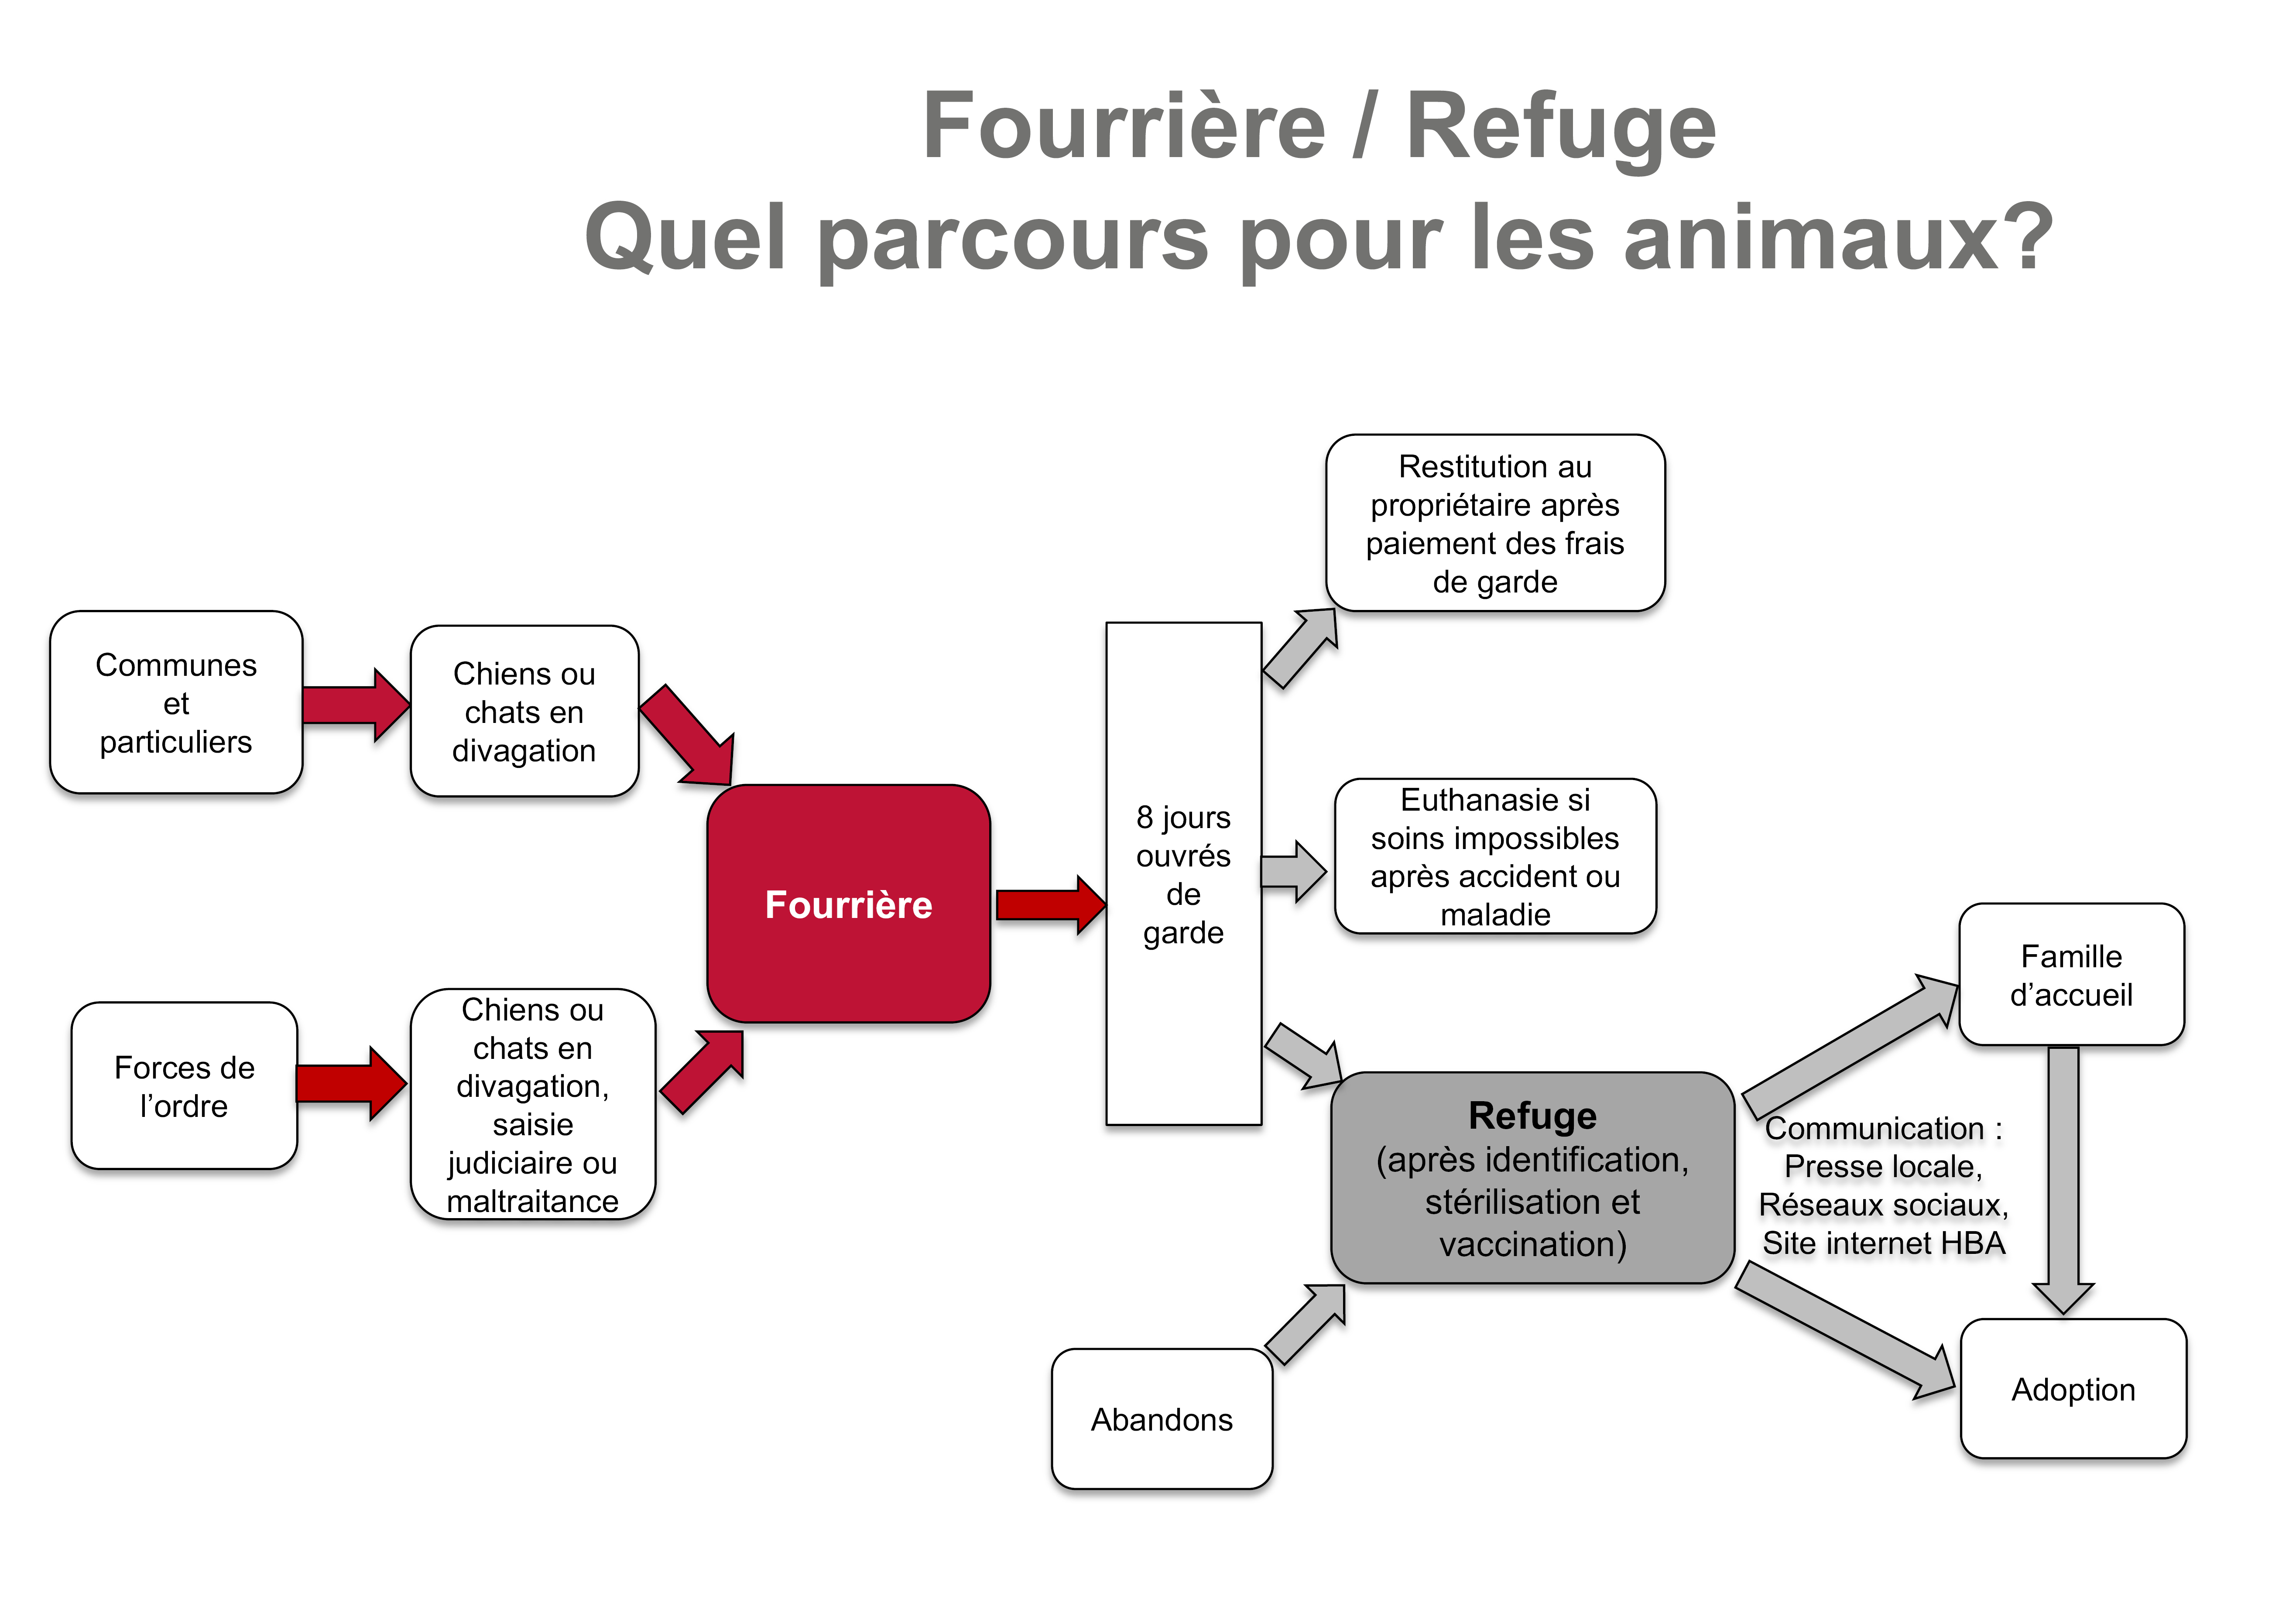 Fourrière / Refuge
Quel parcours pour les animaux?
Restitution au
propriétaire après
paiement des frais
de garde
Communes
et
particuliers
Chiens ou
chats en
divagation
Fourrière
8 jours
ouvrés
de
garde
Euthanasie si
soins impossibles
après accident ou
maladie
Forces de
l’ordre
Chiens ou
chats en
divagation,
saisie
judiciaire ou
maltraitance
Refuge
(après identification,
stérilisation et
vaccination)
Famille
d’accueil
Communication :
Presse locale,
Réseaux sociaux,
Site internet HBA
Abandons
Adoption